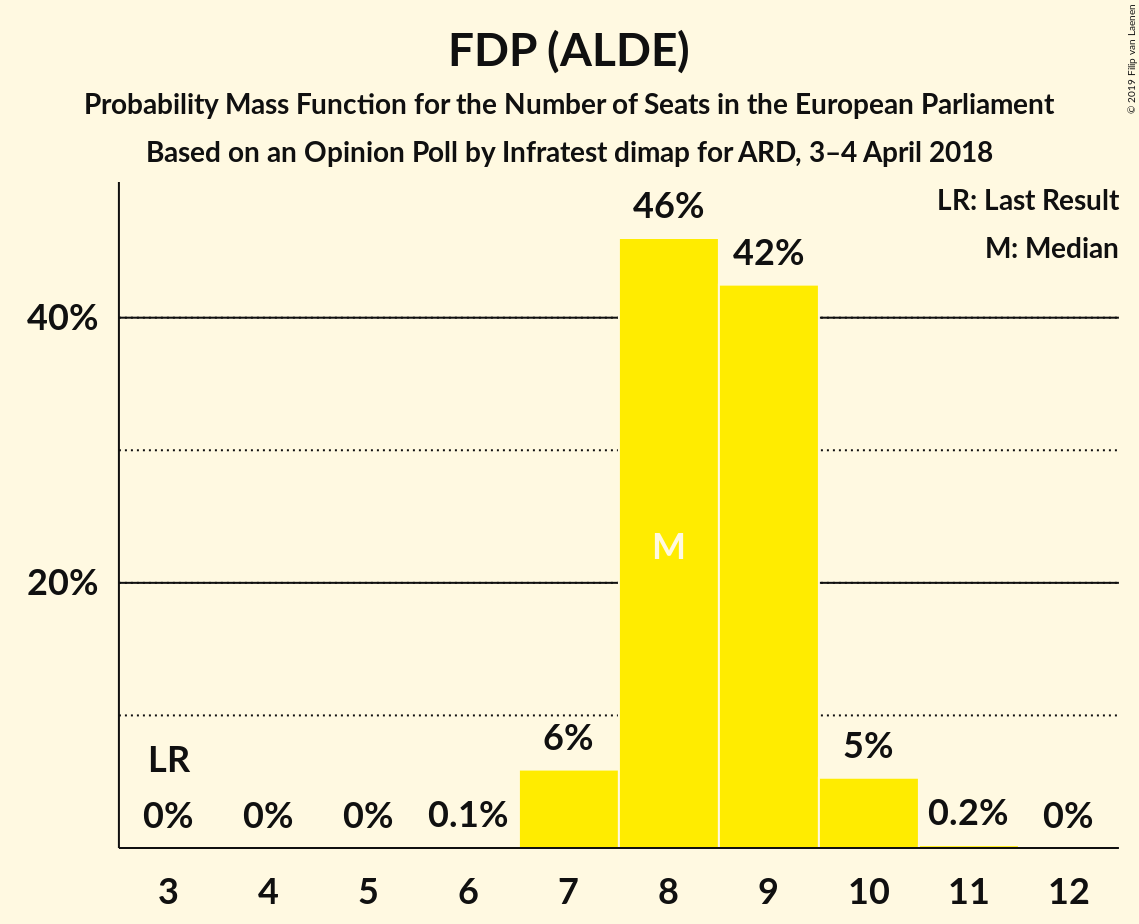 FDP (ALDE)
Probability Mass Function for the Number of Seats in the European Parliament
Based on an Opinion Poll by Infratest dimap for ARD, 3–4 April 2018
© 2019 Filip van Laenen
LR: Last Result
M: Median
46%
42%
40%
M
20%
6%
5%
LR
0%
0%
0%
0.1%
0.2%
0%
3
4
5
6
7
8
9
10
11
12